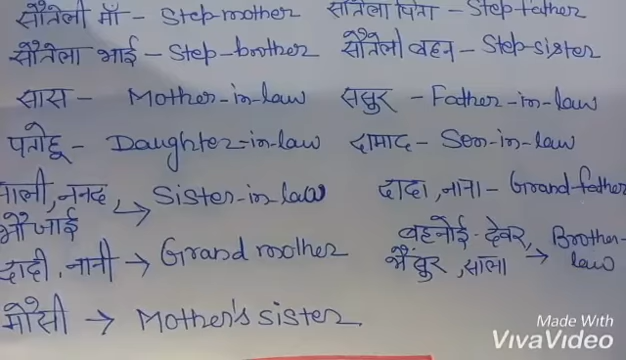 सौतेली माँ - Step-mother सौतेला पिता - Step-father
सौतेला भाई - Step-brother सौतेली बहन - Step-sister
सास - Mother-in-law ससुर - Father-in-law
पतोहू - Daughter-in-law दामाद - Son-in-law
साली, ननद, भौजाई → Sister-in-law दादा, नाना - Grand-father
दादी, नानी → Grand mother बहनोई - देवर, भैंसुर, साला → Brother-law
मौसी → Mother's sister.
Made With
VivaVideo